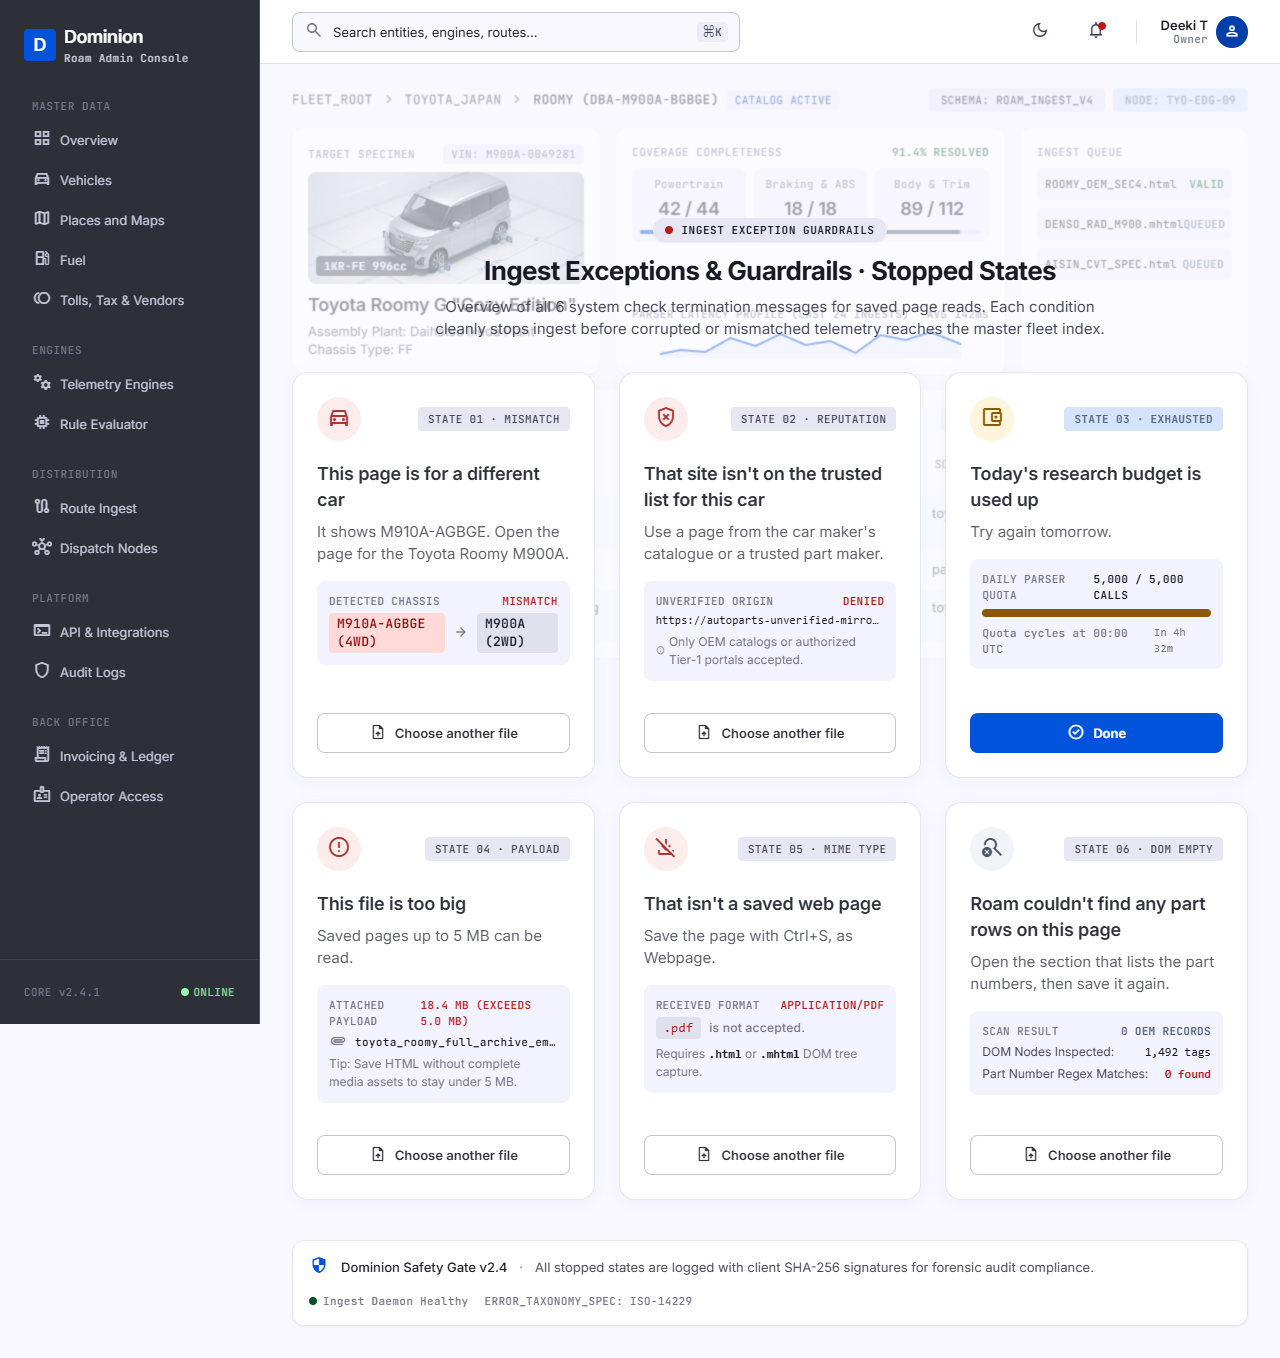 D
Dominion
Roam Admin Console
MASTER DATA
Overview
Vehicles
Places and Maps
Fuel
Tolls, Tax & Vendors
ENGINES
Telemetry Engines
Rule Evaluator
DISTRIBUTION
Route Ingest
Dispatch Nodes
PLATFORM
API & Integrations
Audit Logs
BACK OFFICE
Invoicing & Ledger
Operator Access
CORE v2.4.1 ONLINE
Search entities, engines, routes... ⌘K
Deeki T
Owner
FLEET_ROOT > TOYOTA_JAPAN > ROOMY (DBA-M900A-BGBGE) CATALOG ACTIVE
SCHEMA: ROAM_INGEST_V4 NODE: TYO-EDG-09
TARGET SPECIMEN VIN: M900A-0049281
1KR-FE 996cc
Toyota Roomy G "Cozy Edition"
Assembly Plant:
Chassis Type: FF
COVERAGE COMPLETENESS 91.4% RESOLVED
Powertrain
42 / 44
Braking & ABS
18 / 18
Body & Trim
89 / 112
PARSER LATENCY PROFILE (LAST 24 INGESTS) AVG 142ms
INGEST QUEUE
ROOMY_OEM_SEC4.html VALID
DENSO_RAD_M900.mhtml QUEUED
AISIN_CVT_SPEC.html QUEUED
INGEST EXCEPTION GUARDRAILS
Ingest Exceptions & Guardrails · Stopped States
Overview of all 6 system check termination messages for saved page reads. Each condition
cleanly stops ingest before corrupted or mismatched telemetry reaches the master fleet index.
STATE 01 · MISMATCH
This page is for a different
car
It shows M910A-AGBGE. Open the
page for the Toyota Roomy M900A.
DETECTED CHASSIS MISMATCH
M910A-AGBGE
(4WD)
→
M900A
(2WD)
Choose another file
STATE 02 · REPUTATION
That site isn't on the trusted
list for this car
Use a page from the car maker's
catalogue or a trusted part maker.
UNVERIFIED ORIGIN DENIED
https://autoparts-unverified-mirro…
Only OEM catalogs or authorized
Tier-1 portals accepted.
Choose another file
STATE 03 · EXHAUSTED
Today's research budget is
used up
Try again tomorrow.
DAILY PARSER
QUOTA
5,000 / 5,000
CALLS
Quota cycles at 00:00
UTC
In 4h
32m
Done
STATE 04 · PAYLOAD
This file is too big
Saved pages up to 5 MB can be
read.
ATTACHED
PAYLOAD
18.4 MB (EXCEEDS
5.0 MB)
toyota_roomy_full_archive_em…
Tip: Save HTML without complete
media assets to stay under 5 MB.
Choose another file
STATE 05 · MIME TYPE
That isn't a saved web page
Save the page with Ctrl+S, as
Webpage.
RECEIVED FORMAT APPLICATION/PDF
.pdf is not accepted.
Requires .html or .mhtml DOM tree
capture.
Choose another file
STATE 06 · DOM EMPTY
Roam couldn't find any part
rows on this page
Open the section that lists the part
numbers, then save it again.
SCAN RESULT 0 OEM RECORDS
DOM Nodes Inspected: 1,492 tags
Part Number Regex Matches: 0 found
Choose another file
Dominion Safety Gate v2.4 · All stopped states are logged with client SHA-256 signatures for forensic audit compliance.
Ingest Daemon Healthy ERROR_TAXONOMY_SPEC: ISO-14229